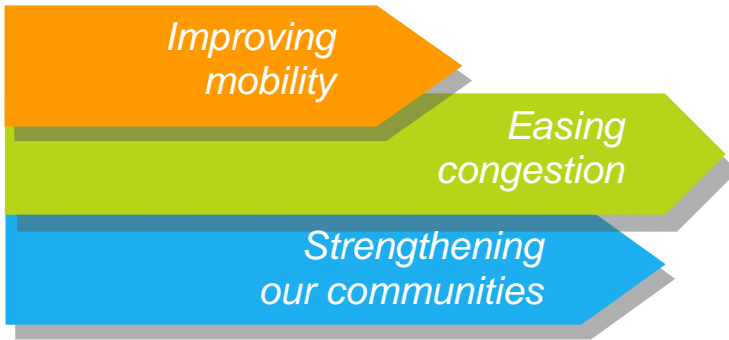 Improving
mobility
Easing
congestion
Strengthening
our communities